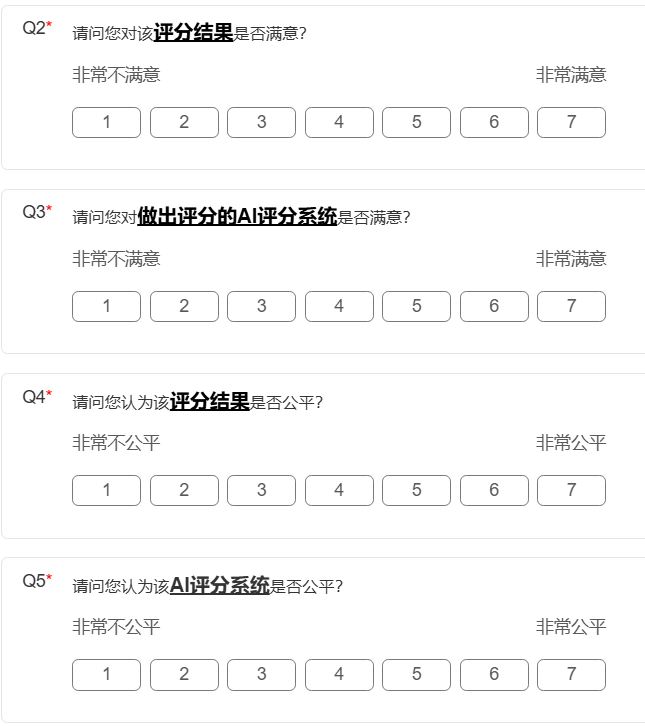 Q2* 请问您对该评分结果是否满意?
非常不满意 非常满意
1 2 3 4 5 6 7
Q3* 请问您对做出评分的AI评分系统是否满意?
非常不满意 非常满意
1 2 3 4 5 6 7
Q4* 请问您认为该评分结果是否公平?
非常不公平 非常公平
1 2 3 4 5 6 7
Q5* 请问您认为该AI评分系统是否公平?
非常不公平 非常公平
1 2 3 4 5 6 7